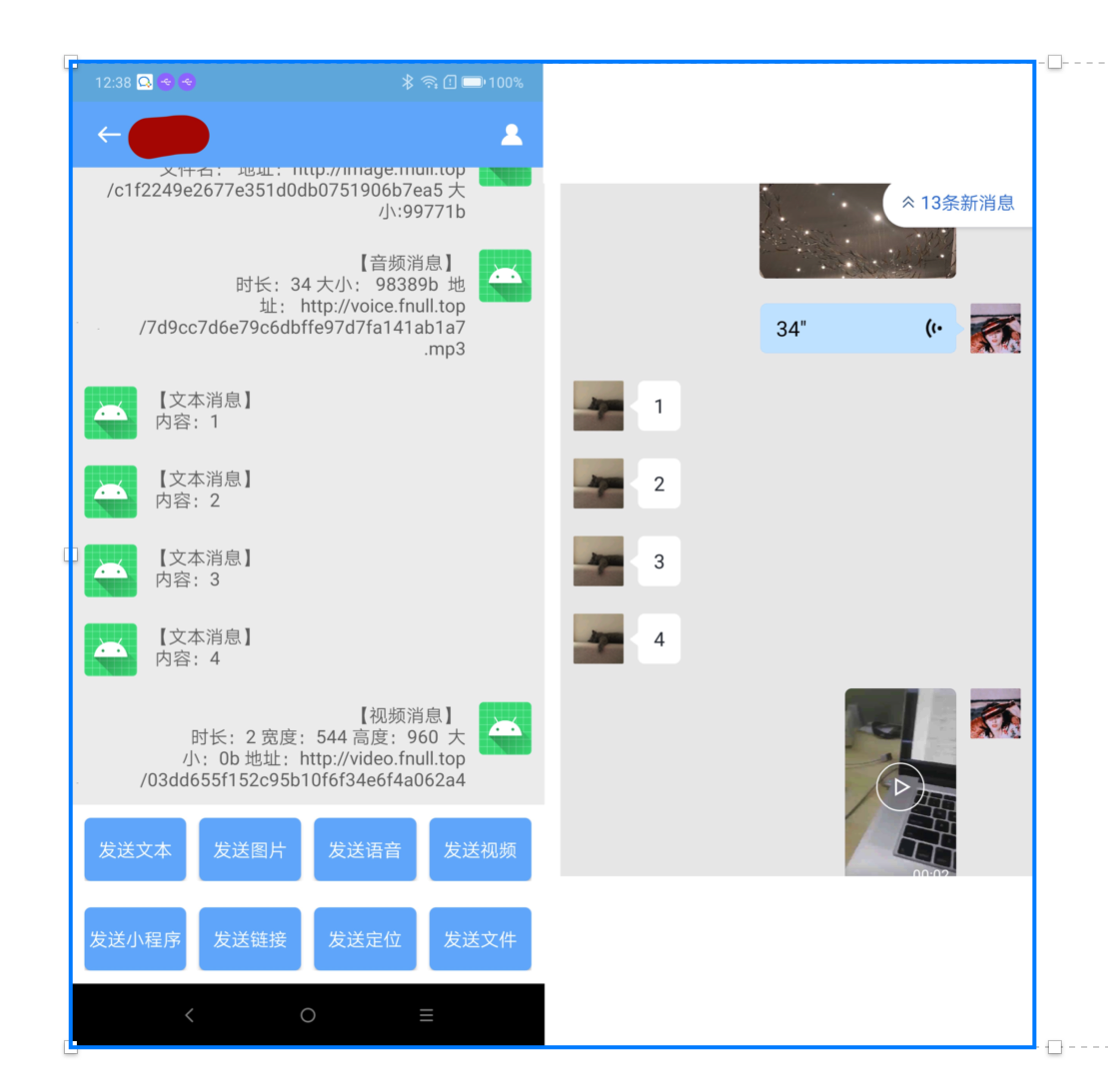 12:38
100%
文件名： 地址：http://image.fnull.top
/c1f2249e2677e351d0db0751906b7ea5 大
小:99771b
【音频消息】
时长：34 大小： 98389b 地
址： http://voice.fnull.top
/7d9cc7d6e79c6dbffe97d7fa141ab1a7
.mp3
【文本消息】
内容：1
【文本消息】
内容：2
【文本消息】
内容：3
【文本消息】
内容：4
【视频消息】
时长：2 宽度：544 高度：960 大
小：0b 地址：http://video.fnull.top
/03dd655f152c95b10f6f34e6f4a062a4
发送文本
发送图片
发送语音
发送视频
发送小程序
发送链接
发送定位
发送文件
13条新消息
34"
1
2
3
4
00:02